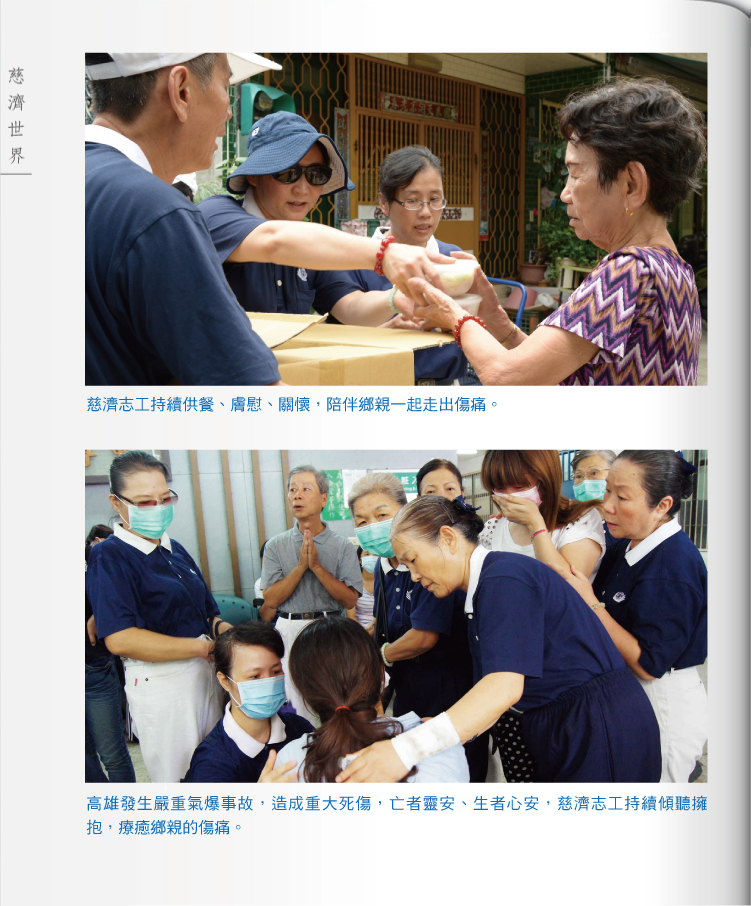 慈濟世界
慈濟志工持續供餐、膚慰、關懷，陪伴鄉親一起走出傷痛。
高雄發生嚴重氣爆事故，造成重大死傷，亡者靈安、生者心安，慈濟志工持續傾聽擁
抱，療癒鄉親的傷痛。